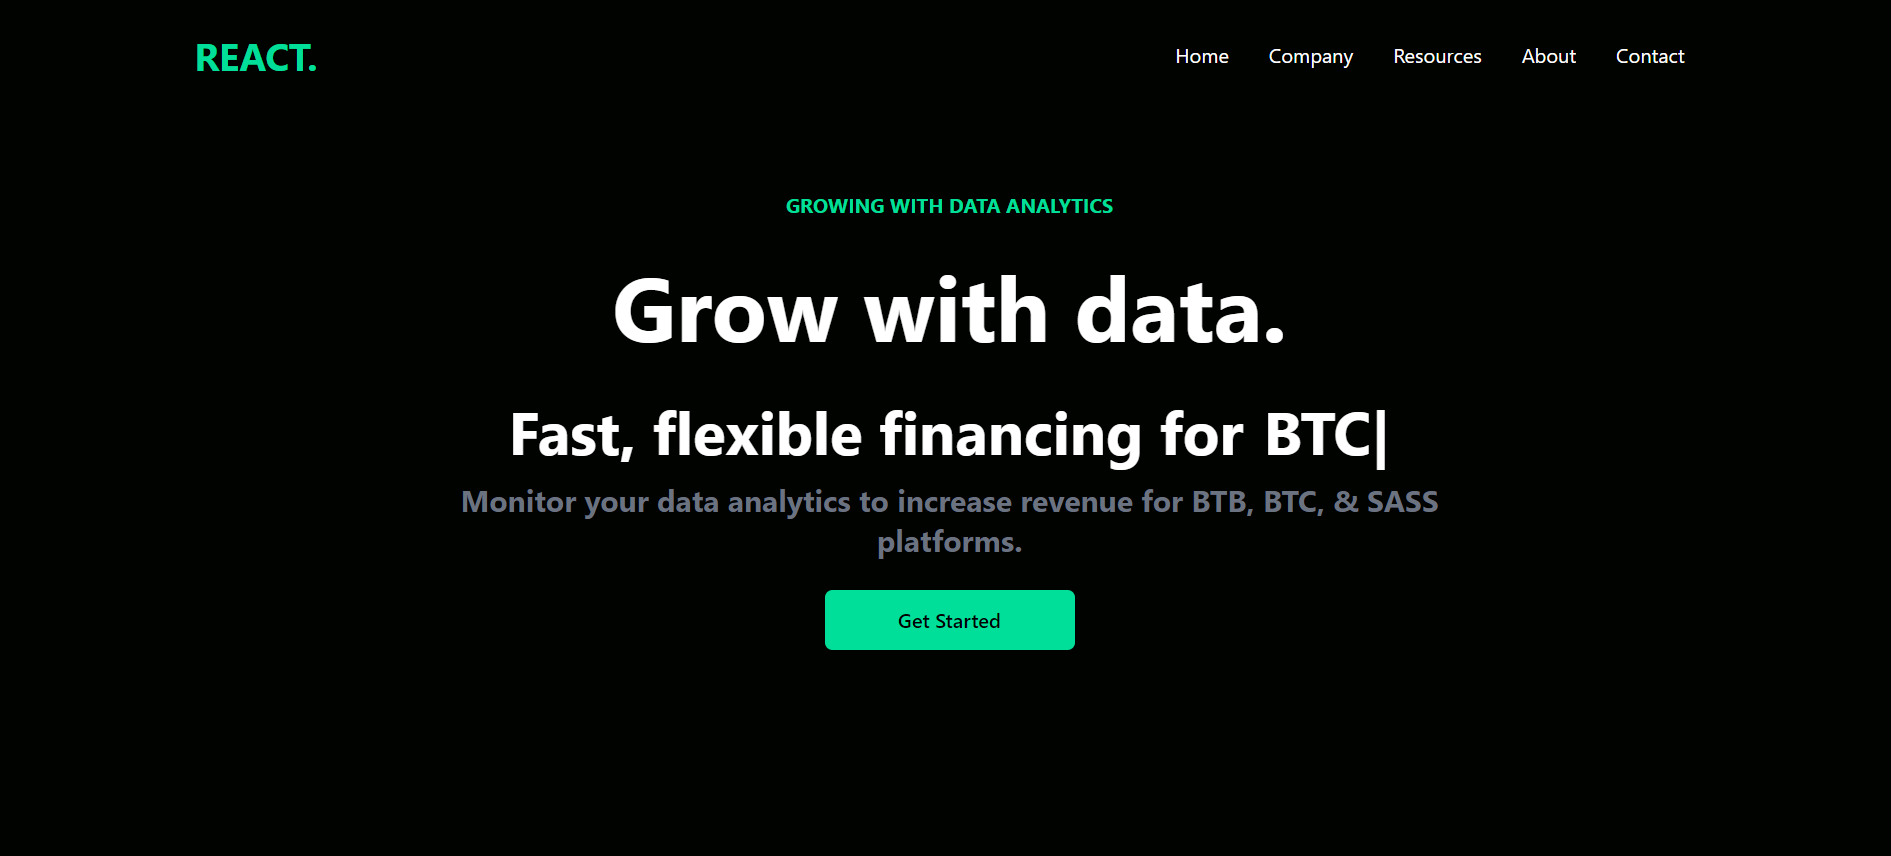 REACT.
Home Company Resources About Contact
GROWING WITH DATA ANALYTICS
Grow with data.
Fast, flexible financing for BTC|
Monitor your data analytics to increase revenue for BTB, BTC, & SASS
platforms.
Get Started